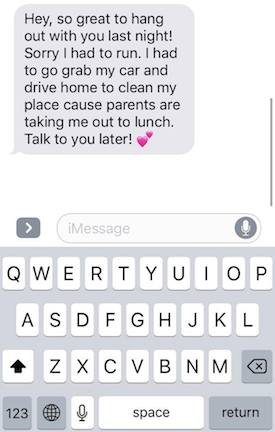 Hey, so great to hang
out with you last night!
Sorry I had to run. I had
to go grab my car and
drive home to clean my
place cause parents are
taking me out to lunch.
Talk to you later! 💕
iMessage
Q W E R T Y U I O P
A S D F G H J K L
Z X C V B N M
123 space return